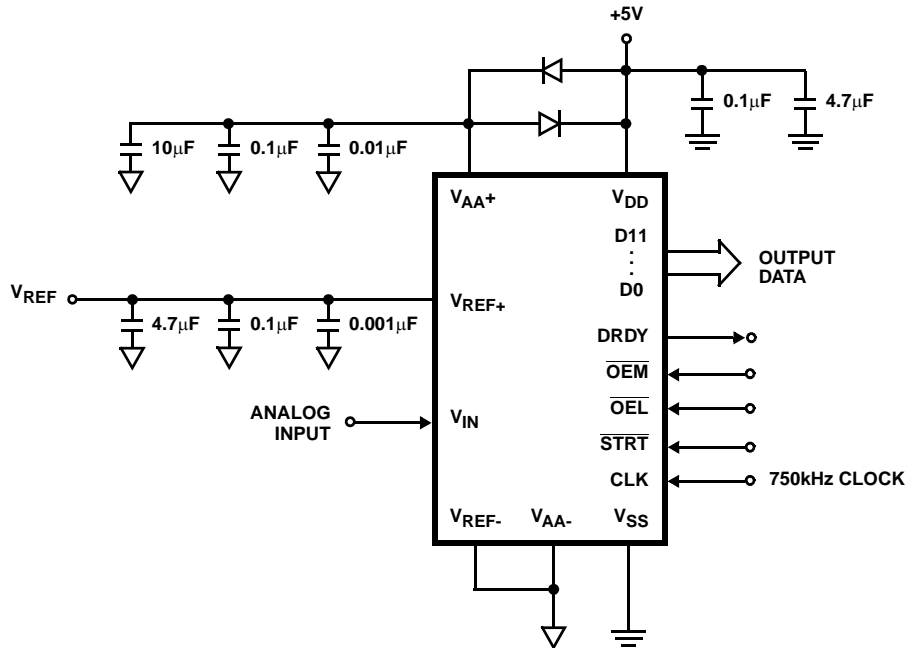 +5V
0.1μF
4.7μF
10μF
0.1μF
0.01μF
VAA+
VDD
D11
D0
OUTPUT
DATA
VREF
VREF+
4.7μF
0.1μF
0.001μF
DRDY
OEM
OEL
ANALOG
INPUT
VIN
STRT
CLK
750kHz CLOCK
VREF-
VAA-
VSS